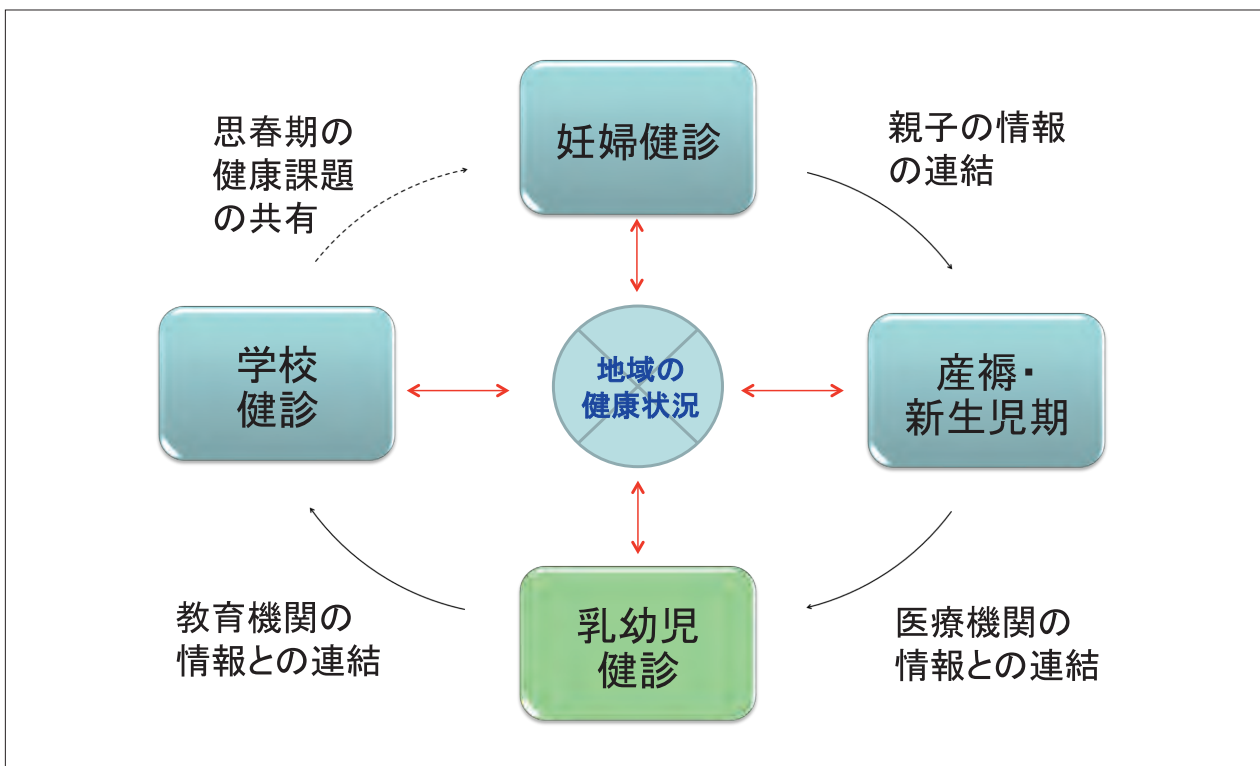 妊婦健診
親子の情報
の連結
思春期の
健康課題
の共有
学校
健診
地域の
健康状況
産褥・
新生児期
教育機関の
情報との連結
乳幼児
健診
医療機関の
情報との連結